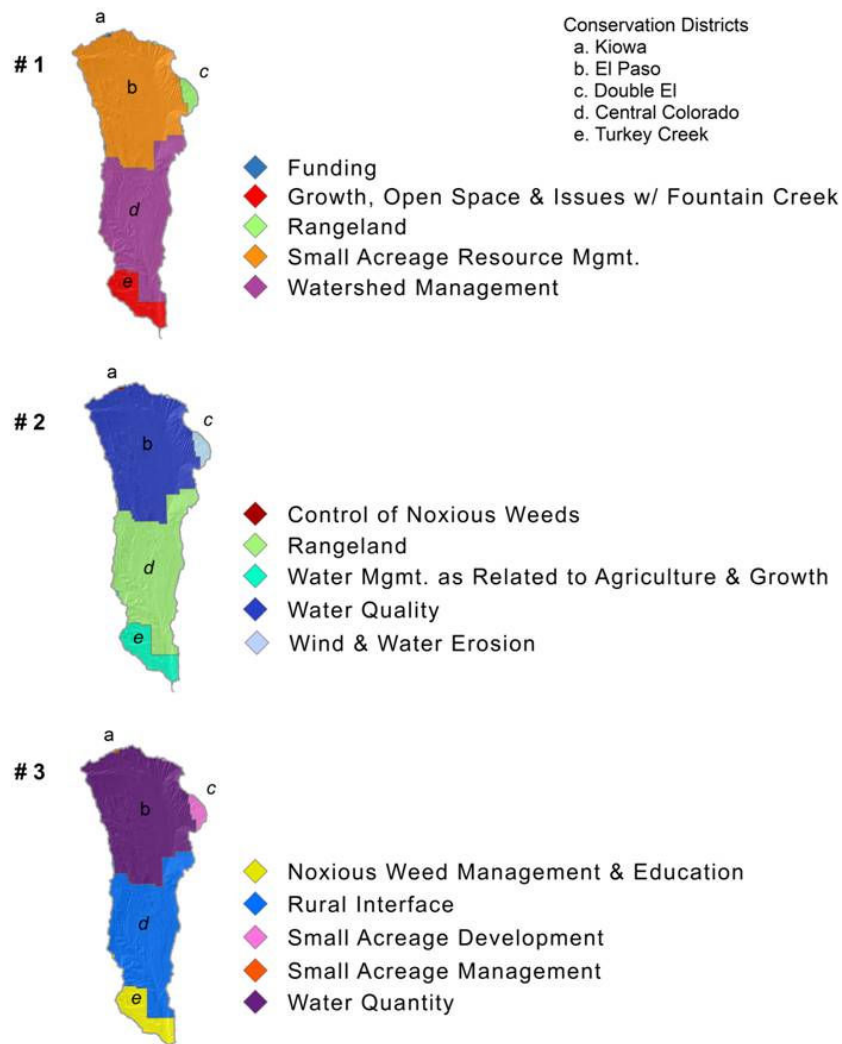 a
Conservation Districts
a. Kiowa
b. El Paso
c. Double El
d. Central Colorado
e. Turkey Creek
# 1
c
b
d
e
Funding
Growth, Open Space & Issues w/ Fountain Creek
Rangeland
Small Acreage Resource Mgmt.
Watershed Management
a
# 2
c
b
d
e
Control of Noxious Weeds
Rangeland
Water Mgmt. as Related to Agriculture & Growth
Water Quality
Wind & Water Erosion
a
# 3
c
b
d
e
Noxious Weed Management & Education
Rural Interface
Small Acreage Development
Small Acreage Management
Water Quantity